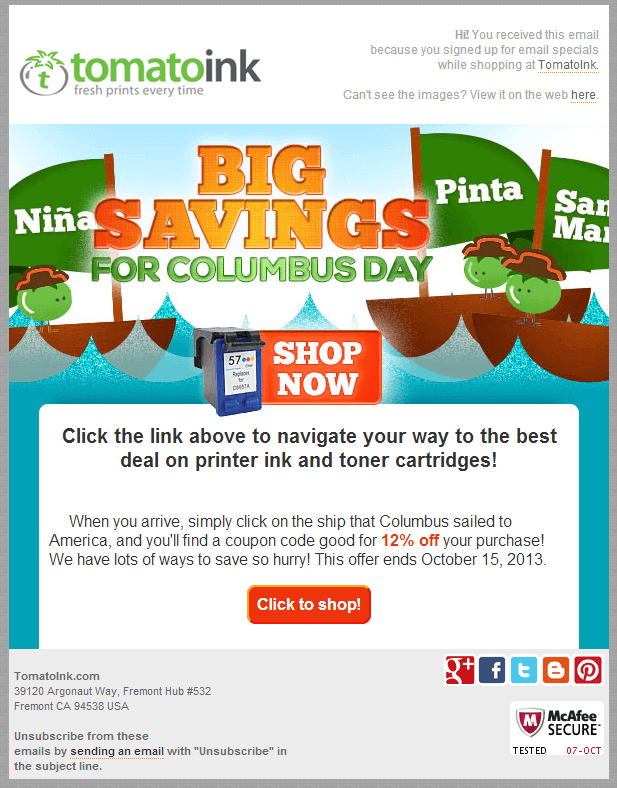 tomatoink
fresh prints every time
Hi! You received this email
because you signed up for email specials
while shopping at TomatoInk.
Can't see the images? View it on the web here.
BIG
SAVINGS
FOR COLUMBUS DAY
Niña
Pinta
San
Mar
57
Color
Replaces
for
C6657A
SHOP
NOW
Click the link above to navigate your way to the best
deal on printer ink and toner cartridges!
When you arrive, simply click on the ship that Columbus sailed to
America, and you'll find a coupon code good for 12% off your purchase!
We have lots of ways to save so hurry! This offer ends October 15, 2013.
Click to shop!
TomatoInk.com
39120 Argonaut Way, Fremont Hub #532
Fremont CA 94538 USA
Unsubscribe from these
emails by sending an email with "Unsubscribe" in
the subject line.
McAfee
SECURE™
TESTED 07-OCT